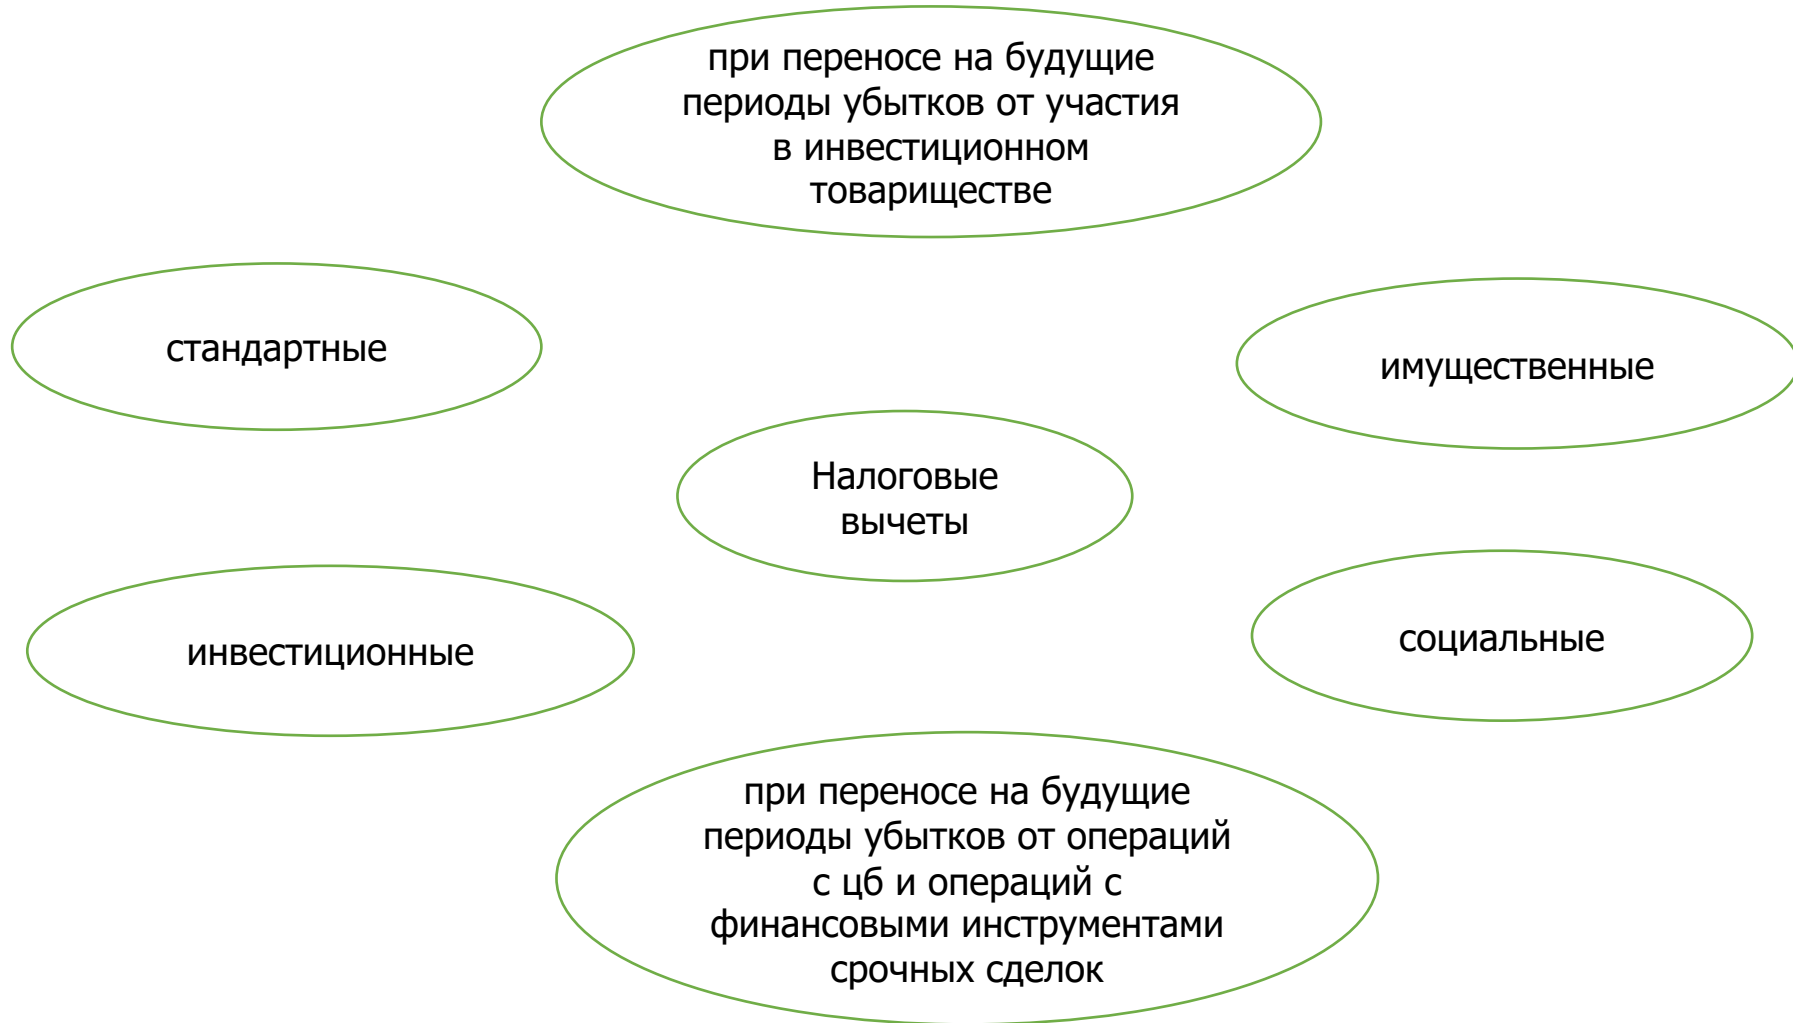 при переносе на будущие
периоды убытков от участия
в инвестиционном
товариществе
стандартные
имущественные
Налоговые
вычеты
инвестиционные
социальные
при переносе на будущие
периоды убытков от операций
с цб и операций с
финансовыми инструментами
срочных сделок